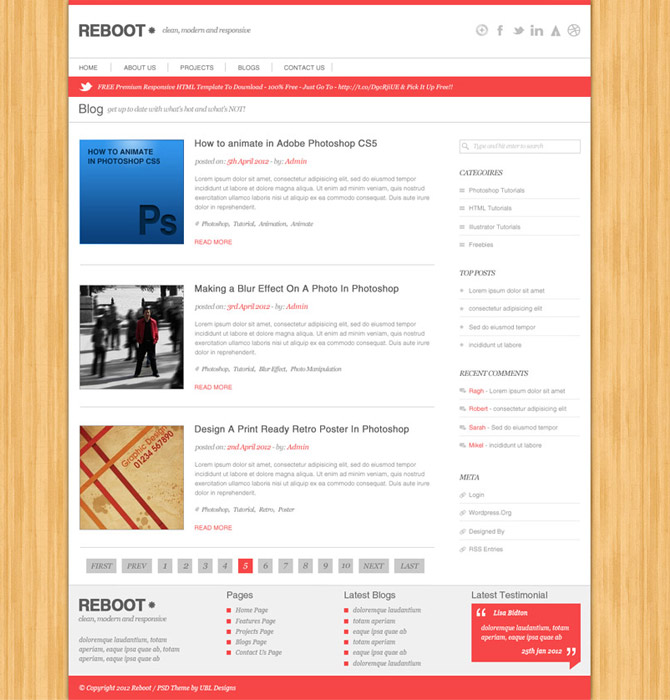 REBOOT clean, modern and responsive
HOME ABOUT US PROJECTS BLOGS CONTACT US
FREE Premium Responsive HTML Template To Download - 100% Free - Just Go To - http://t.co/DycRjiUE & Pick It Up Free!!
Blog get up to date with what's hot and what's NOT!
HOW TO ANIMATE
IN PHOTOSHOP CS5
Ps
How to animate in Adobe Photoshop CS5
posted on: 5th April 2012 - by: Admin
Lorem ipsum dolor sit amet, consectetur adipisicing elit, sed do eiusmod tempor
incididunt ut labore et dolore magna aliqua. Ut enim ad minim veniam, quis nostrud
exercitation ullamco laboris nisi ut aliquip ex ea commodo consequat. Duis aute irure
dolor in reprehenderit.
# Photoshop, Tutorial, Animation, Animate
READ MORE
Making a Blur Effect On A Photo In Photoshop
posted on: 3rd April 2012 - by: Admin
Lorem ipsum dolor sit amet, consectetur adipisicing elit, sed do eiusmod tempor
incididunt ut labore et dolore magna aliqua. Ut enim ad minim veniam, quis nostrud
exercitation ullamco laboris nisi ut aliquip ex ea commodo consequat. Duis aute irure
dolor in reprehenderit.
# Photoshop, Tutorial, Blur Effect, Photo Manipulation
READ MORE
Graphic Design
01234 567890
Design A Print Ready Retro Poster In Photoshop
posted on: 2nd April 2012 - by: Admin
Lorem ipsum dolor sit amet, consectetur adipisicing elit, sed do eiusmod tempor
incididunt ut labore et dolore magna aliqua. Ut enim ad minim veniam, quis nostrud
exercitation ullamco laboris nisi ut aliquip ex ea commodo consequat. Duis aute irure
dolor in reprehenderit.
# Photoshop, Tutorial, Retro, Poster
READ MORE
FIRST PREV 1 2 3 4 5 6 7 8 9 10 NEXT LAST
Type and hit enter to search
CATEGOIRES
Photoshop Tutorials
HTML Tutorials
Illustrator Tutorials
Freebies
TOP POSTS
Lorem ipsum dolor sit amet
consectetur adipisicing elit
Sed do eiusmod tempor
incididunt ut labore
RECENT COMMENTS
Ragh - Lorem ipsum dolor sit amet
Robert - consectetur adipisicing elit
Sarah - Sed do eiusmod tempor
Mikel - incididunt ut labore
META
Login
Wordpress.Org
Designed By
RSS Entries
REBOOT
clean, modern and responsive
doloremque laudantium, totam
aperiam, eaque ipsa quae ab, totam
aperiam, eaque ipsa quae ab
Pages
Home Page
Features Page
Projects Page
Blogs Page
Contact Us Page
Latest Blogs
doloremque laudantium
totam aperiam
eaque ipsa quae ab
totam aperiam
eaque ipsa quae ab
doloremque laudantium
Latest Testimonial
“ Lisa Bidton
doloremque laudantium, totam
aperiam, eaque ipsa quae ab
25th jan 2012 ”
© Copyright 2012 Reboot / PSD Theme by UBL Designs